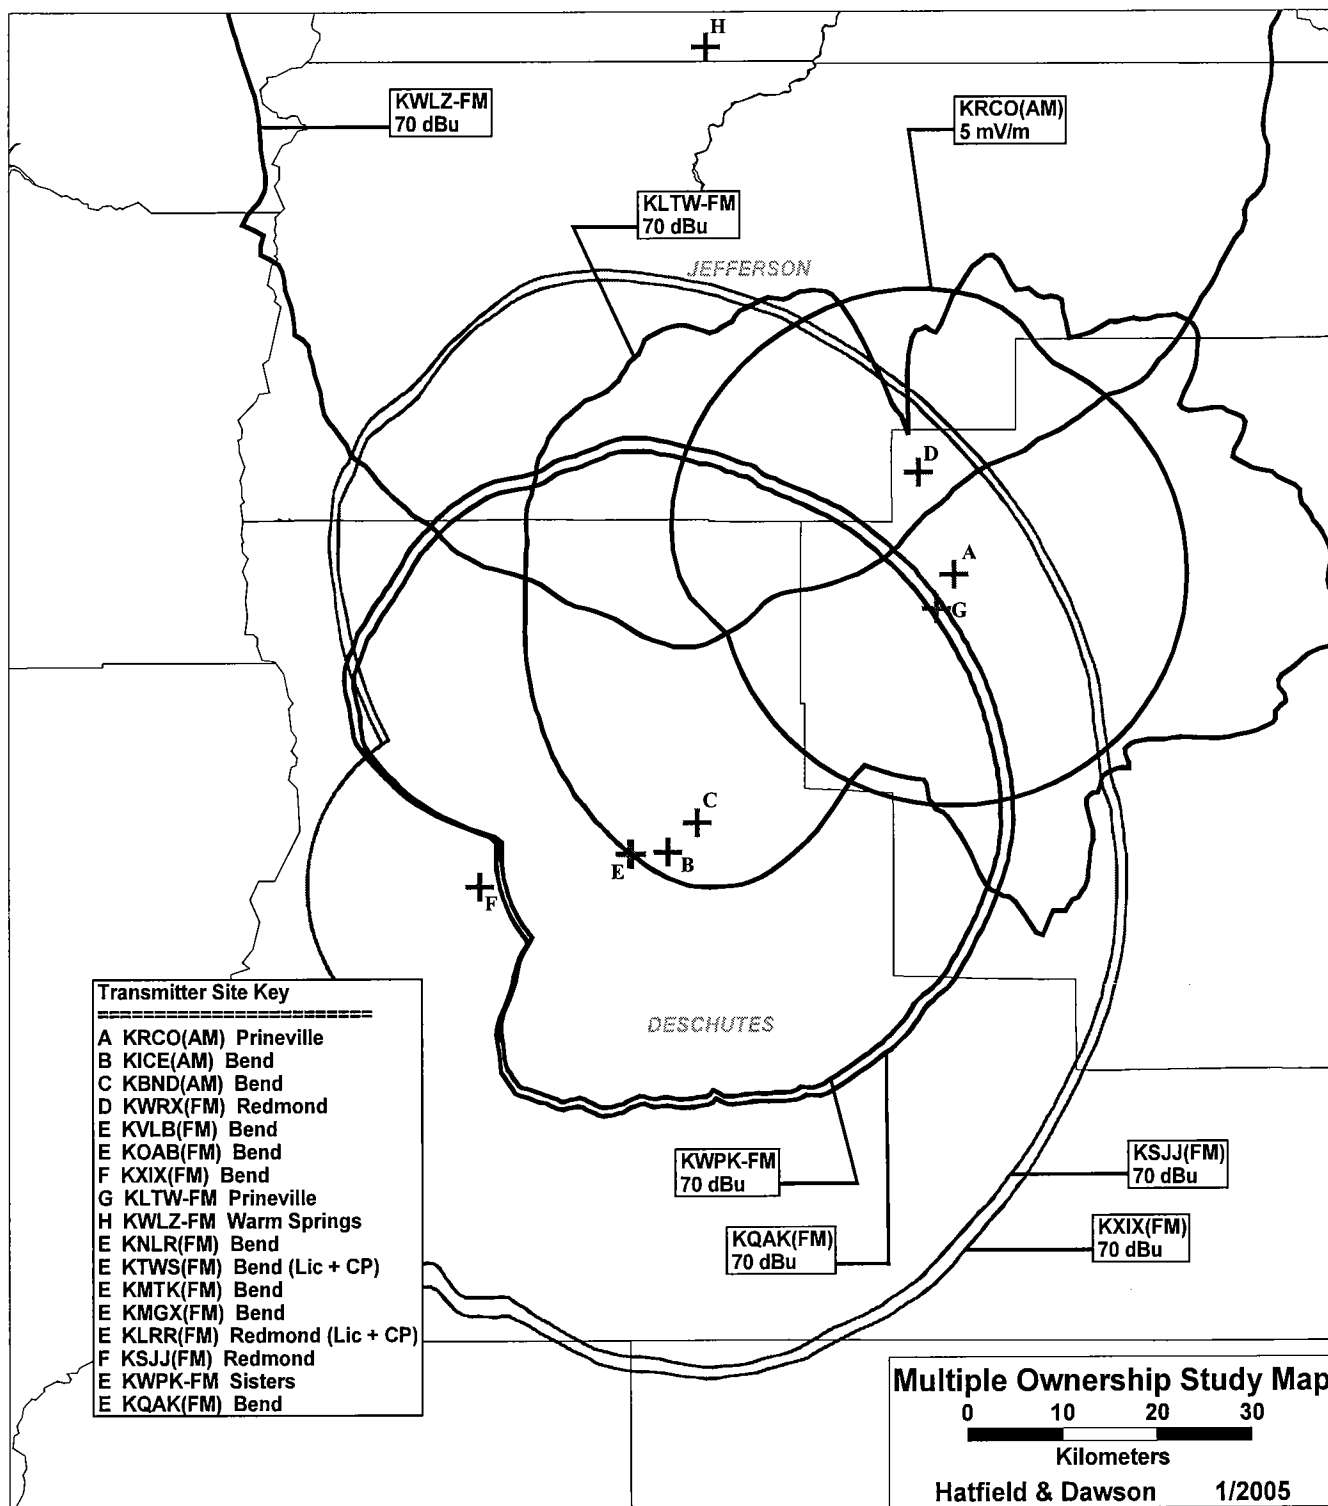 H
KWLZ-FM
70 dBu
KRCO(AM)
5 mV/m
KLTW-FM
70 dBu
JEFFERSON
D
A
G
C
B
E
F
DESCHUTES
Transmitter Site Key
========================
A KRCO(AM) Prineville
B KICE(AM) Bend
C KBND(AM) Bend
D KWRX(FM) Redmond
E KVLB(FM) Bend
E KOAB(FM) Bend
F KXIX(FM) Bend
G KLTW-FM Prineville
H KWLZ-FM Warm Springs
E KNLR(FM) Bend
E KTWS(FM) Bend (Lic + CP)
E KMTK(FM) Bend
E KMGX(FM) Bend
E KLRR(FM) Redmond (Lic + CP)
F KSJJ(FM) Redmond
E KWPK-FM Sisters
E KQAK(FM) Bend
KWPK-FM
70 dBu
KSJJ(FM)
70 dBu
KQAK(FM)
70 dBu
KXIX(FM)
70 dBu
Multiple Ownership Study Map
0 10 20 30
Kilometers
Hatfield & Dawson 1/2005